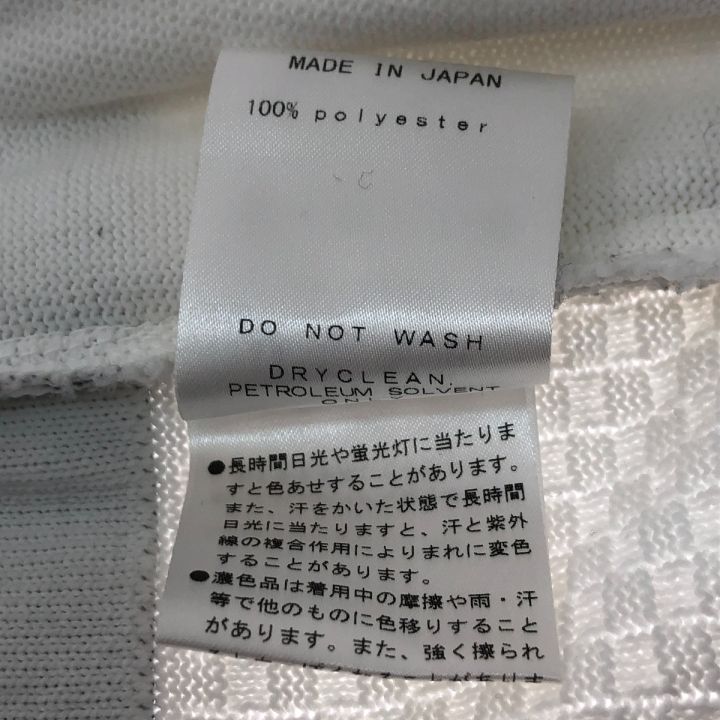 MADE IN JAPAN
100% polyester
DO NOT WASH
DRYCLEAN.
PETROLEUM SOLVENT
●長時間日光や蛍光灯に当たりま
すと色あせすることがあります。
また、汗をかいた状態で長時間
日光に当たりますと、汗と紫外
線の複合作用によりまれに変色
することがあります。
●濃色品は着用中の摩擦や雨・汗
等で他のものに色移りすること
があります。また、強く擦られ